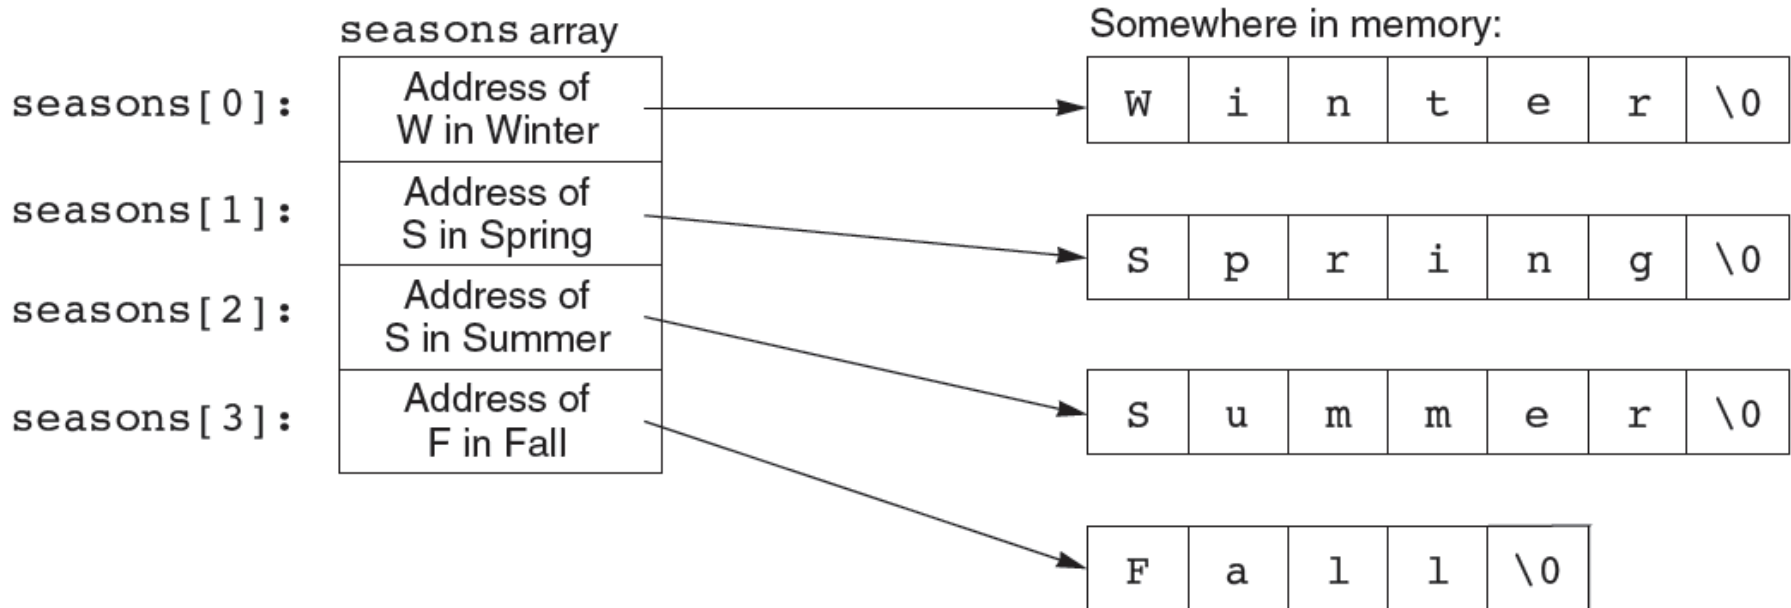 seasons array
Somewhere in memory:
seasons[0]:
Address of
W in Winter
W i n t e r \0
seasons[1]:
Address of
S in Spring
S p r i n g \0
seasons[2]:
Address of
S in Summer
S u m m e r \0
seasons[3]:
Address of
F in Fall
F a l l \0